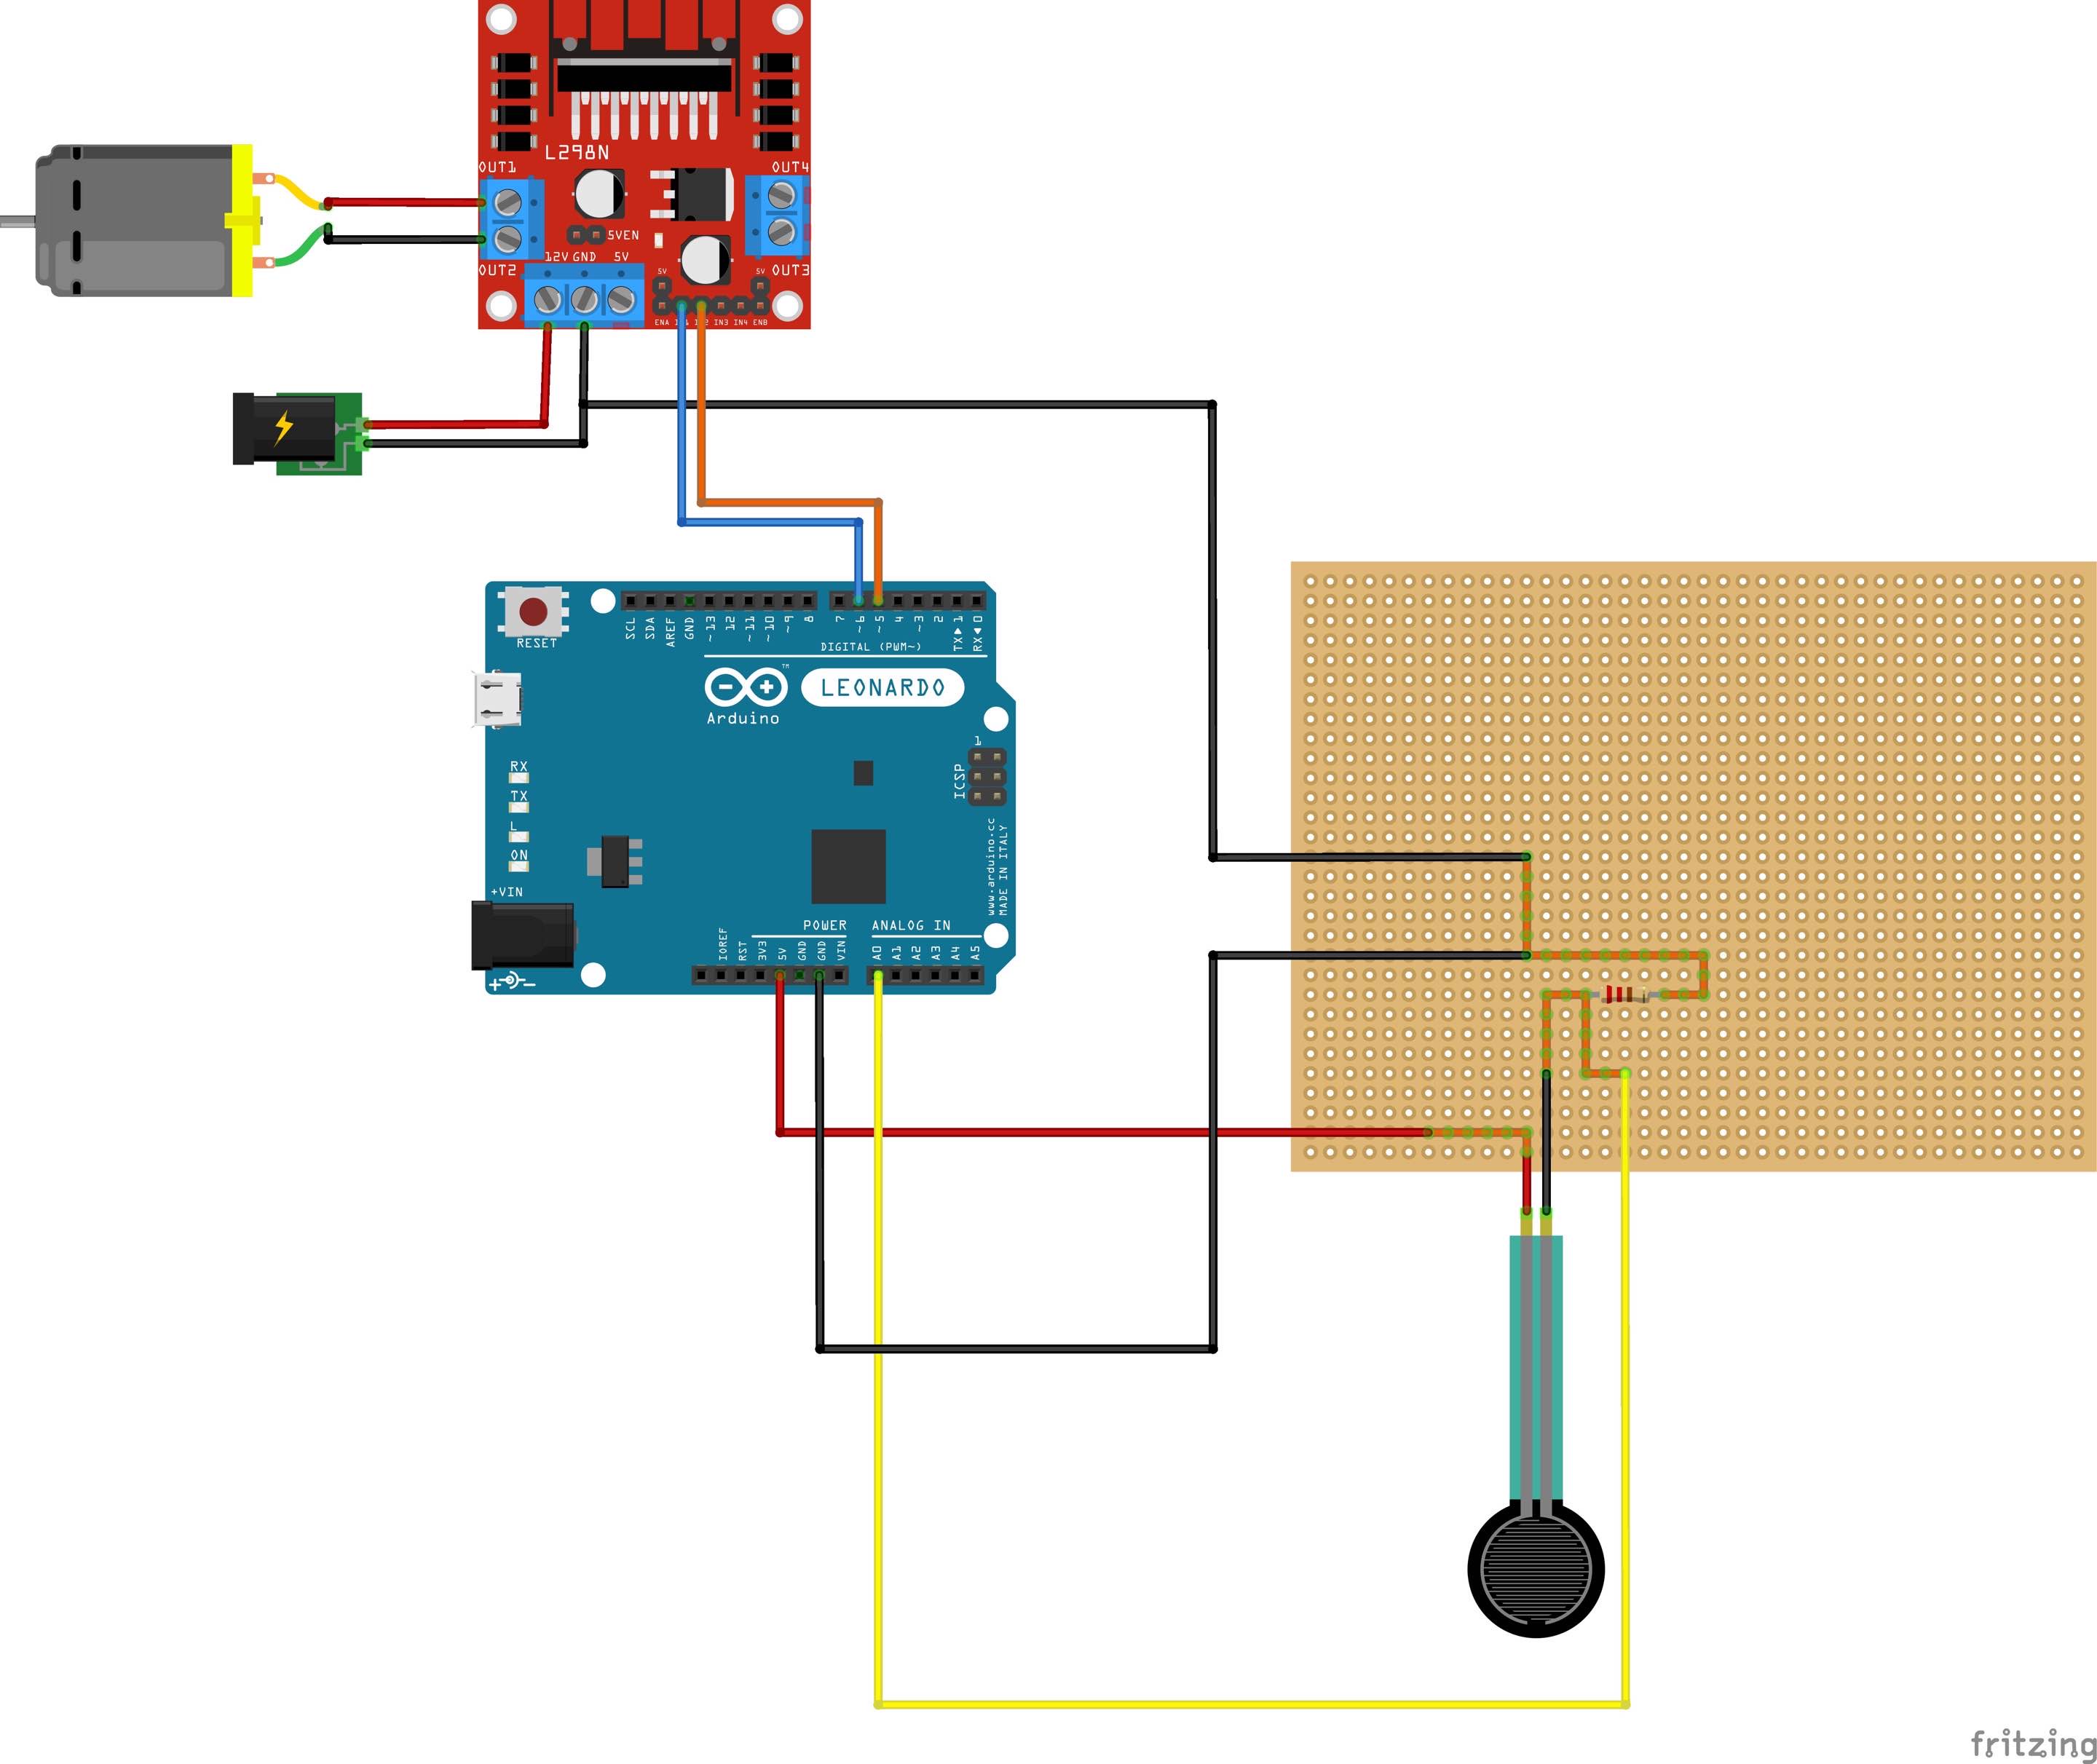 L298N
OUT1
OUT4
5VEN
OUT2
12V GND 5V
5V
5V
OUT3
ENA
IN3 IN4 ENB
RESET
SCL
SDA
AREF
GND
~13
12
~11
~10
~9
8
7
~6
~5
4
~3
2
TX▶ 1
RX◀ 0
DIGITAL (PWM~)
TM
LEONARDO
Arduino
1
ICSP
RX
TX
L
ON
www.arduino.cc
MADE IN ITALY
+VIN
POWER
ANALOG IN
IOREF
RST
3V3
5V
GND
GND
VIN
A0
A1
A2
A3
A4
A5
fritzing